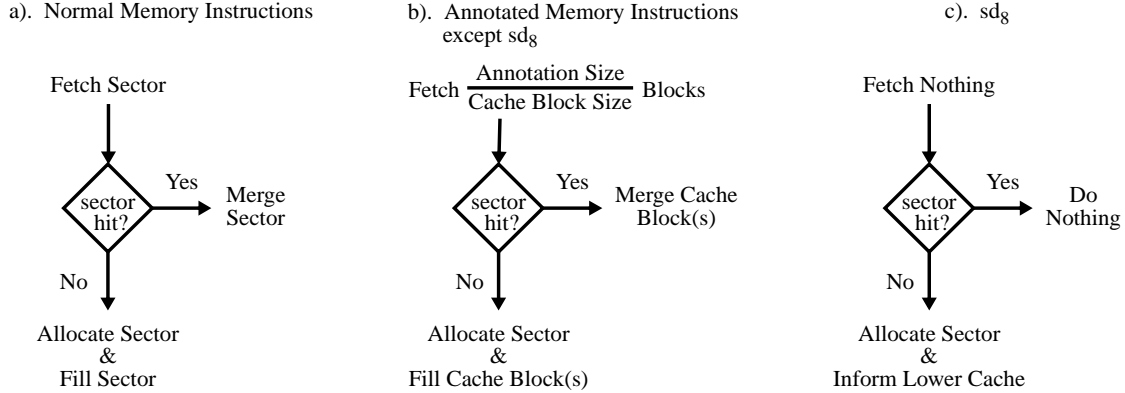 a). Normal Memory Instructions
Fetch Sector
sector
hit?
Yes
Merge
Sector
No
Allocate Sector
&
Fill Sector
b). Annotated Memory Instructions
except sd8
Fetch Annotation Size Blocks
Cache Block Size
sector
hit?
Yes
Merge Cache
Block(s)
No
Allocate Sector
&
Fill Cache Block(s)
c). sd8
Fetch Nothing
sector
hit?
Yes
Do
Nothing
No
Allocate Sector
&
Inform Lower Cache